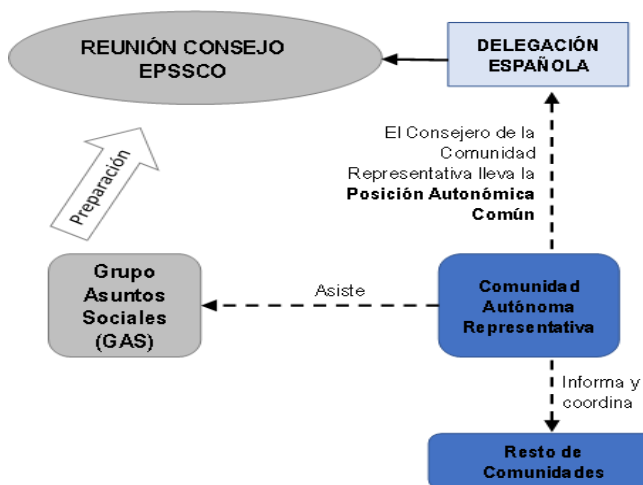 REUNIÓN CONSEJO
EPSSCO
DELEGACIÓN
ESPAÑOLA
El Consejero de la
Comunidad
Representativa lleva la
Posición Autonómica
Común
Preparación
Grupo
Asuntos
Sociales
(GAS)
Asiste
Comunidad
Autónoma
Representativa
Informa y
coordina
Resto de
Comunidades